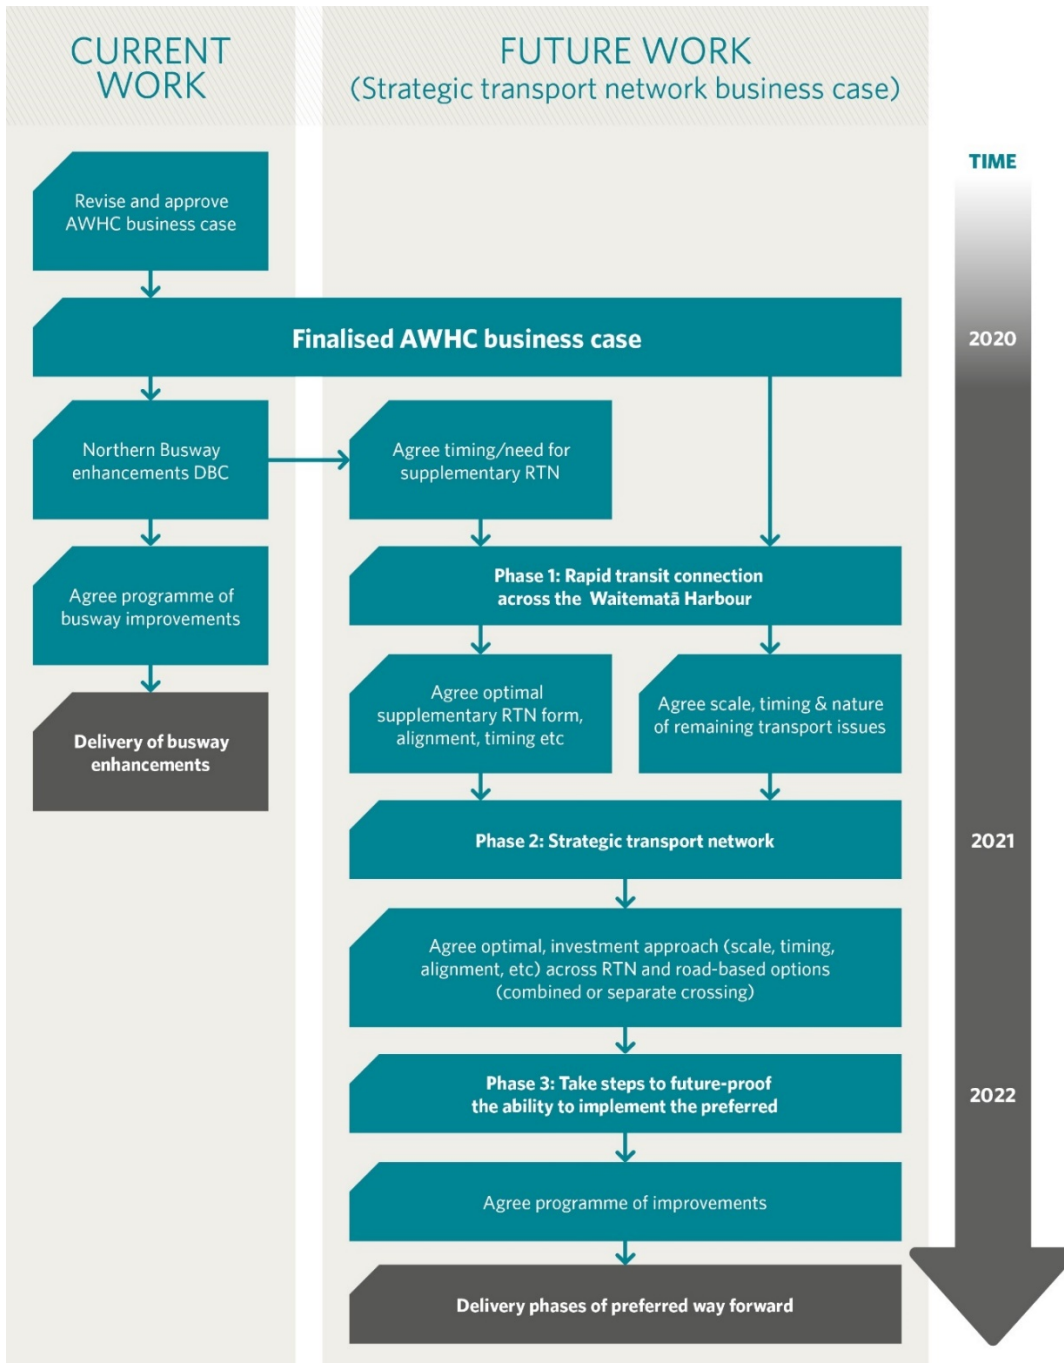 CURRENT
WORK
FUTURE WORK
(Strategic transport network business case)
TIME
Revise and approve
AWHC business case
Finalised AWHC business case
2020
Northern Busway
enhancements DBC
Agree timing/need for
supplementary RTN
Agree programme of
busway improvements
Phase 1: Rapid transit connection
across the Waitematā Harbour
Delivery of busway
enhancements
Agree optimal
supplementary RTN form,
alignment, timing etc
Agree scale, timing & nature
of remaining transport issues
Phase 2: Strategic transport network
2021
Agree optimal, investment approach (scale, timing,
alignment, etc) across RTN and road-based options
(combined or separate crossing)
Phase 3: Take steps to future-proof
the ability to implement the preferred
2022
Agree programme of improvements
Delivery phases of preferred way forward